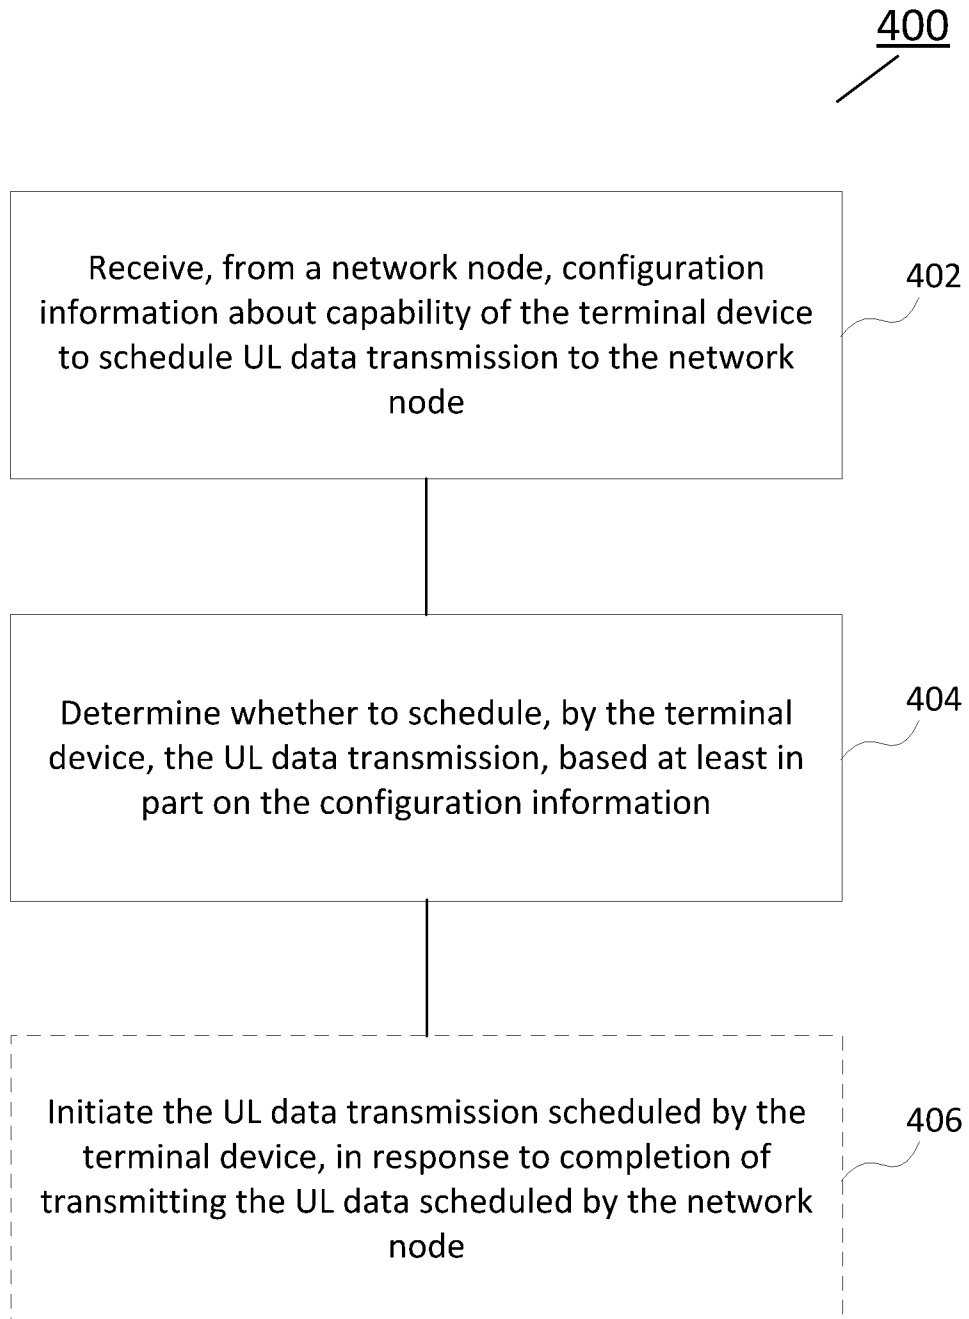 400
Receive, from a network node, configuration
information about capability of the terminal device
to schedule UL data transmission to the network
node
402
Determine whether to schedule, by the terminal
device, the UL data transmission, based at least in
part on the configuration information
404
Initiate the UL data transmission scheduled by the
terminal device, in response to completion of
transmitting the UL data scheduled by the network
node
406